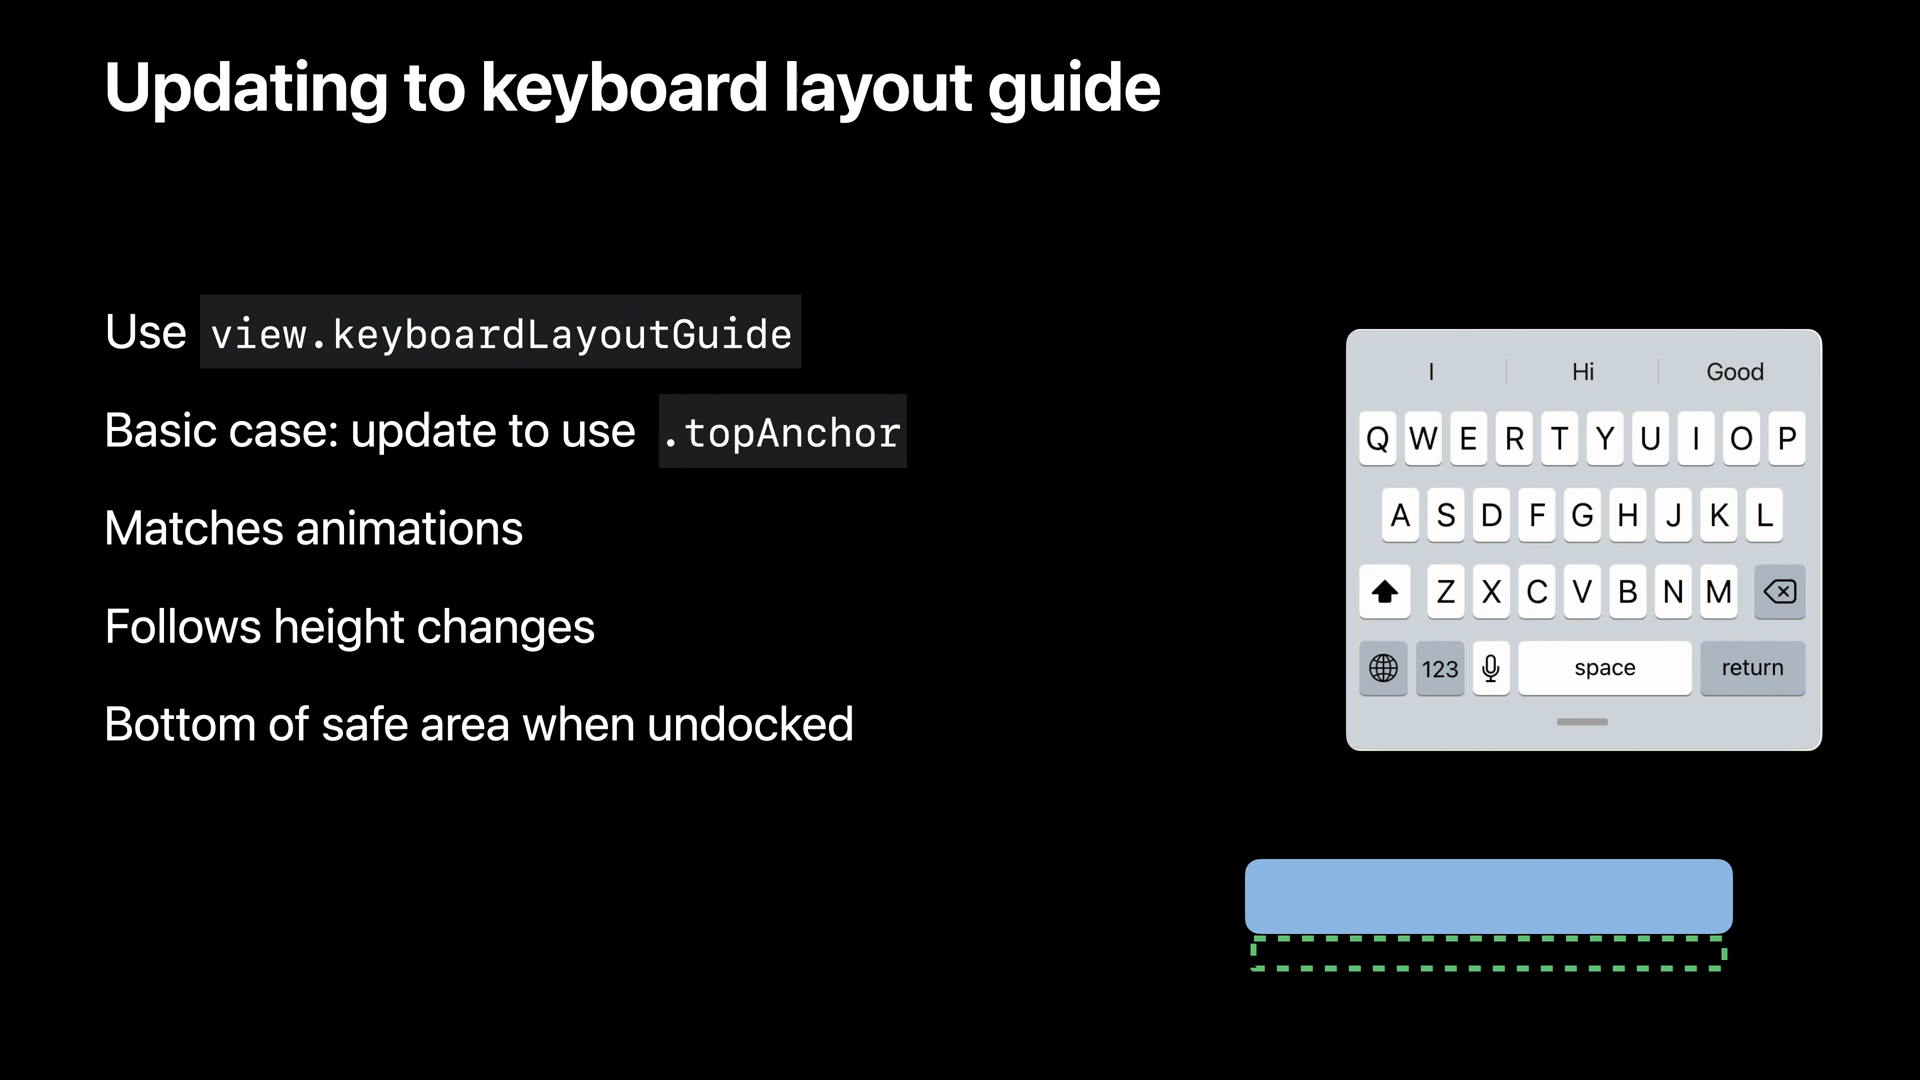 Updating to keyboard layout guide
Use view.keyboardLayoutGuide
Basic case: update to use .topAnchor
Matches animations
Follows height changes
Bottom of safe area when undocked
I Hi Good
Q W E R T Y U I O P
A S D F G H J K L
Z X C V B N M
123 space return